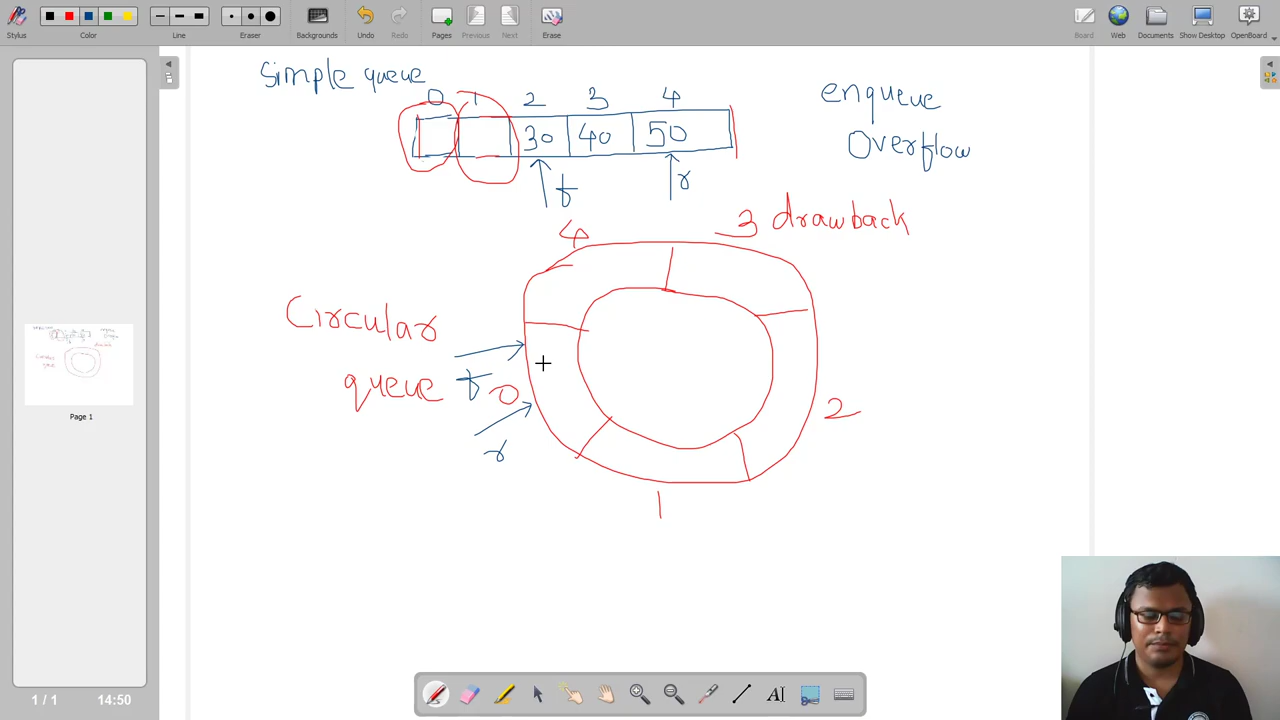 Stylus Color Line Eraser Backgrounds Undo Redo Pages Previous Next Erase Board Web Documents Show Desktop OpenBoard
Simple queue
0 1 2 3 4
30 40 50
f r
enqueue
Overflow
drawback
4 3
Circular
queue
f 0
r
2
1
Page 1
1 / 1 14:50